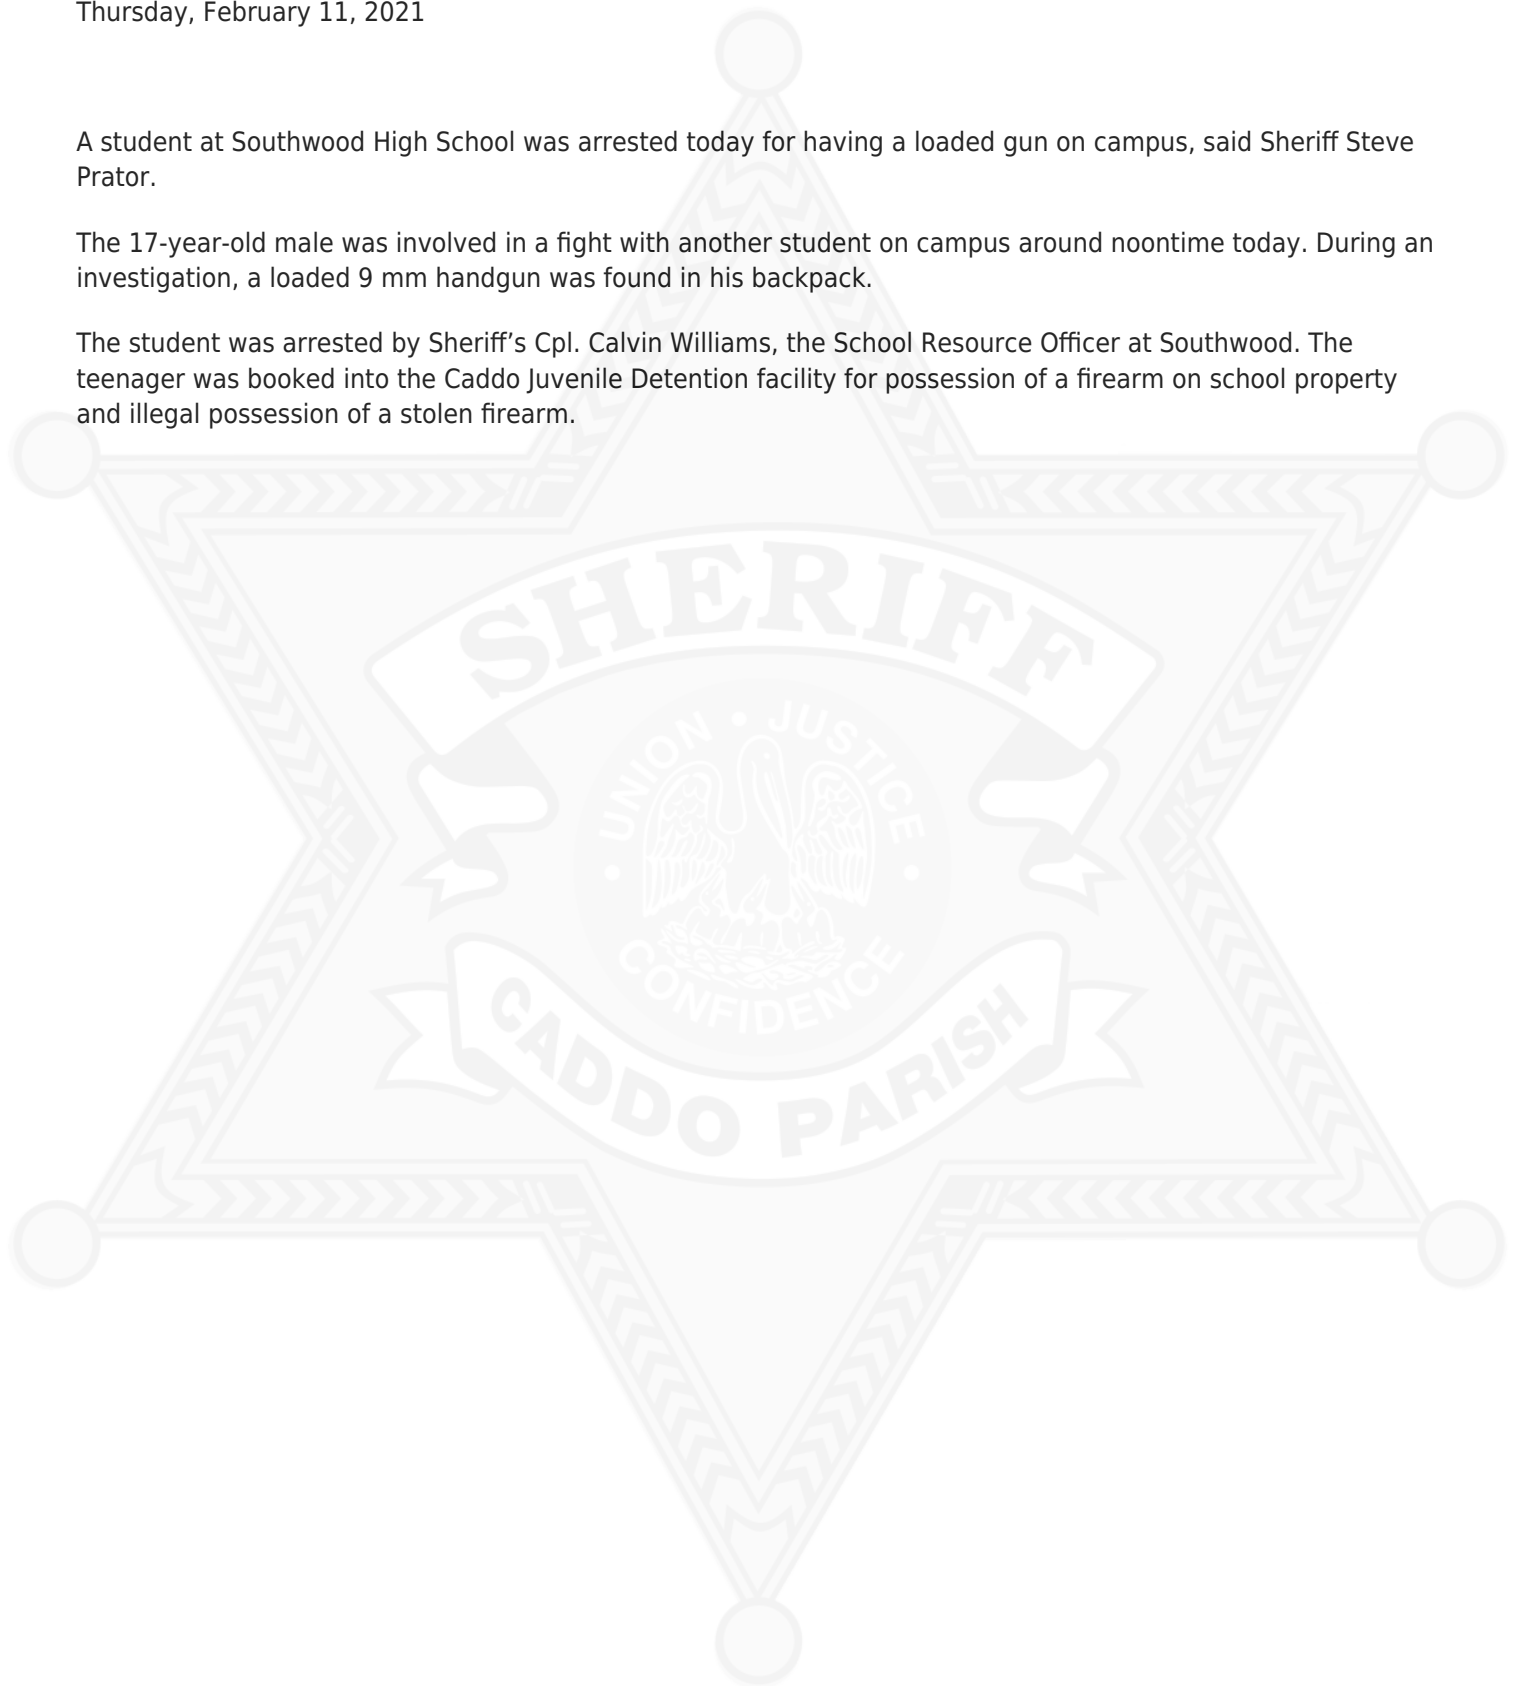 Thursday, February 11, 2021
A student at Southwood High School was arrested today for having a loaded gun on campus, said Sheriff Steve
Prator.
The 17-year-old male was involved in a fight with another student on campus around noontime today. During an
investigation, a loaded 9 mm handgun was found in his backpack.
The student was arrested by Sheriff’s Cpl. Calvin Williams, the School Resource Officer at Southwood. The
teenager was booked into the Caddo Juvenile Detention facility for possession of a firearm on school property
and illegal possession of a stolen firearm.
SHERIFF
UNION • JUSTICE
• CONFIDENCE •
CADDO PARISH